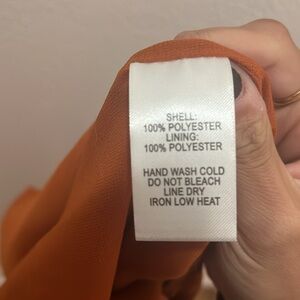 SHELL:
100% POLYESTER
LINING:
100% POLYESTER
HAND WASH COLD
DO NOT BLEACH
LINE DRY
IRON LOW HEAT